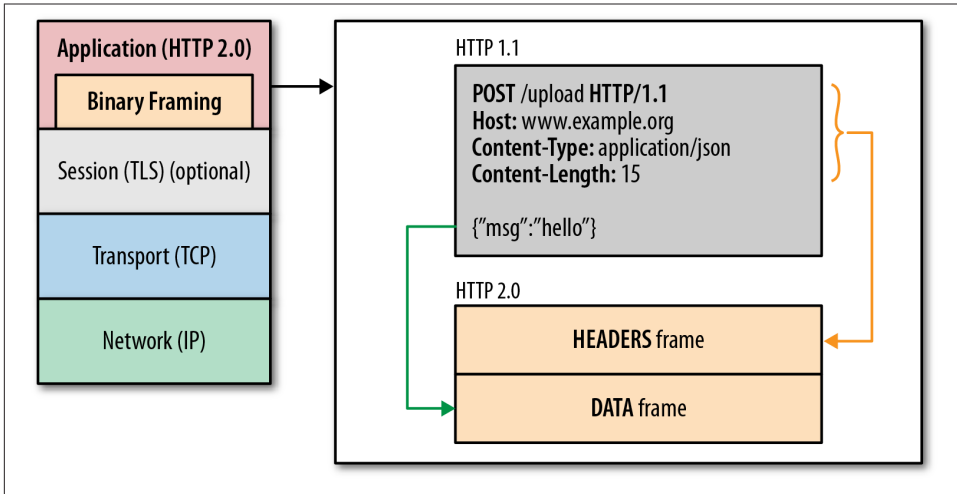 Application (HTTP 2.0)
Binary Framing
Session (TLS) (optional)
Transport (TCP)
Network (IP)
HTTP 1.1
POST /upload HTTP/1.1
Host: www.example.org
Content-Type: application/json
Content-Length: 15
{”msg”:”hello”}
HTTP 2.0
HEADERS frame
DATA frame